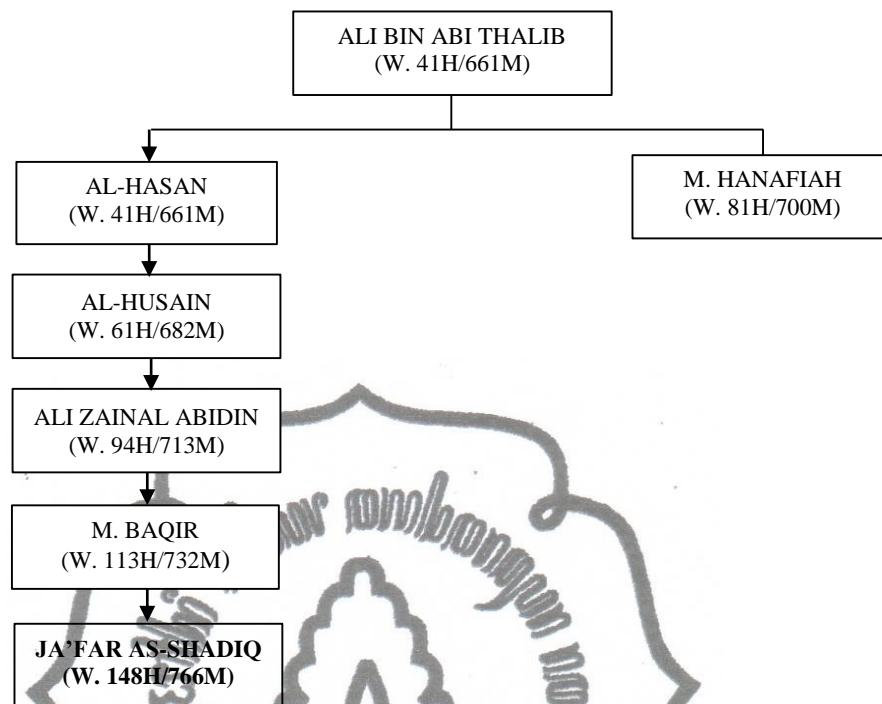 ALI BIN ABI THALIB
(W. 41H/661M)
AL-HASAN
(W. 41H/661M)
M. HANAFIAH
(W. 81H/700M)
AL-HUSAIN
(W. 61H/682M)
ALI ZAINAL ABIDIN
(W. 94H/713M)
M. BAQIR
(W. 113H/732M)
JA’FAR AS-SHADIQ
(W. 148H/766M)